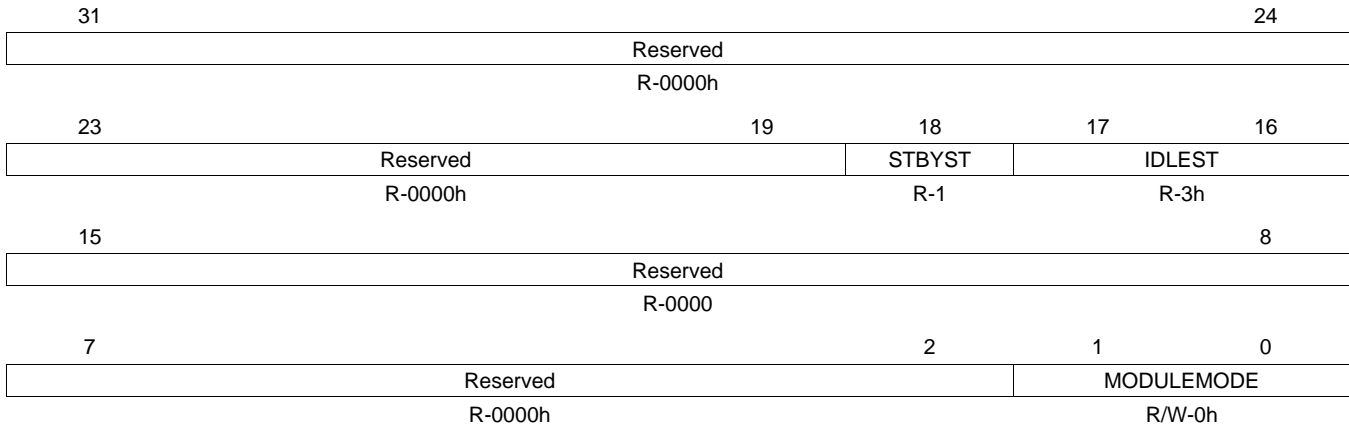 31 24
Reserved
R-0000h
23 19 18 17 16
Reserved STBYST IDLEST
R-0000h R-1 R-3h
15 8
Reserved
R-0000
7 2 1 0
Reserved MODULEMODE
R-0000h R/W-0h